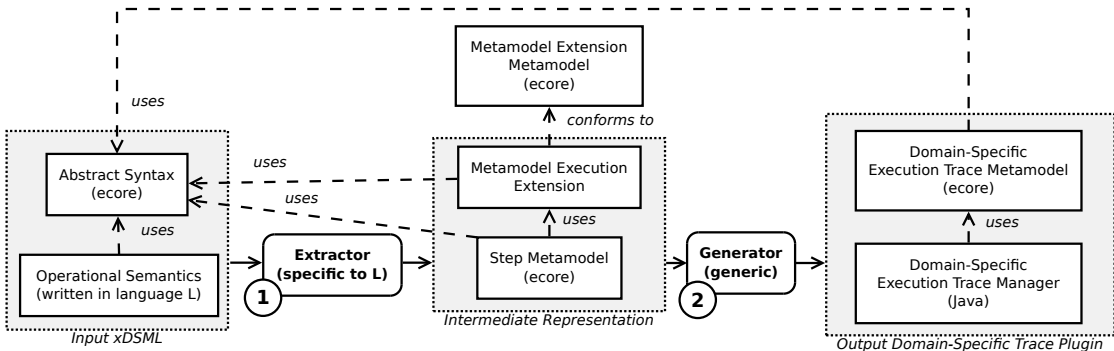 Metamodel Extension
Metamodel
(ecore)
uses
conforms to
Abstract Syntax
(ecore)
uses
Metamodel Execution
Extension
Domain-Specific
Execution Trace Metamodel
(ecore)
uses
uses
uses
uses
Operational Semantics
(written in language L)
Extractor
(specific to L)
1
Step Metamodel
(ecore)
Generator
(generic)
2
Domain-Specific
Execution Trace Manager
(Java)
Input xDSML
Intermediate Representation
Output Domain-Specific Trace Plugin